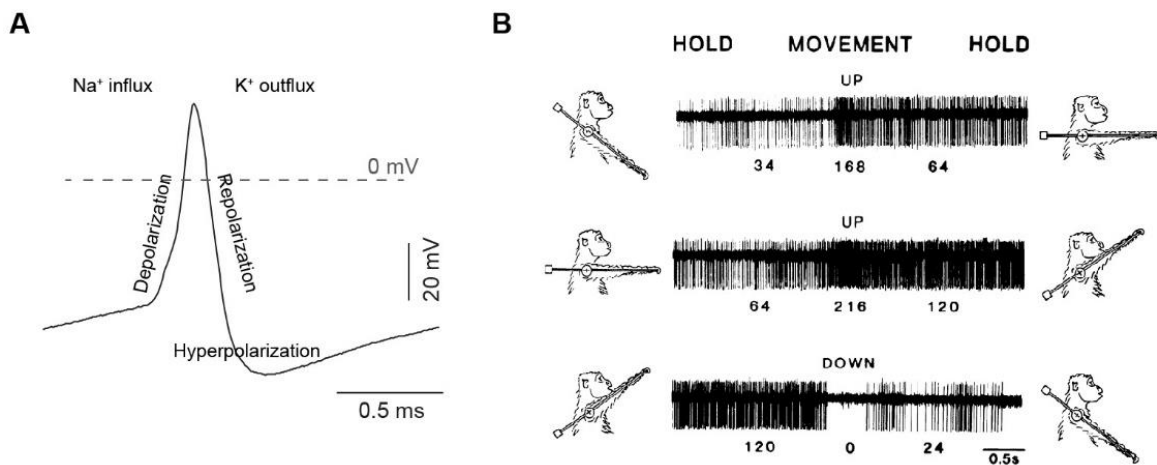 A
Na⁺ influx
K⁺ outflux
0 mV
Depolarization
Repolarization
20 mV
Hyperpolarization
0.5 ms
B
HOLD MOVEMENT HOLD
UP
34 168 64
UP
64 216 120
DOWN
120 0 24
0.5s